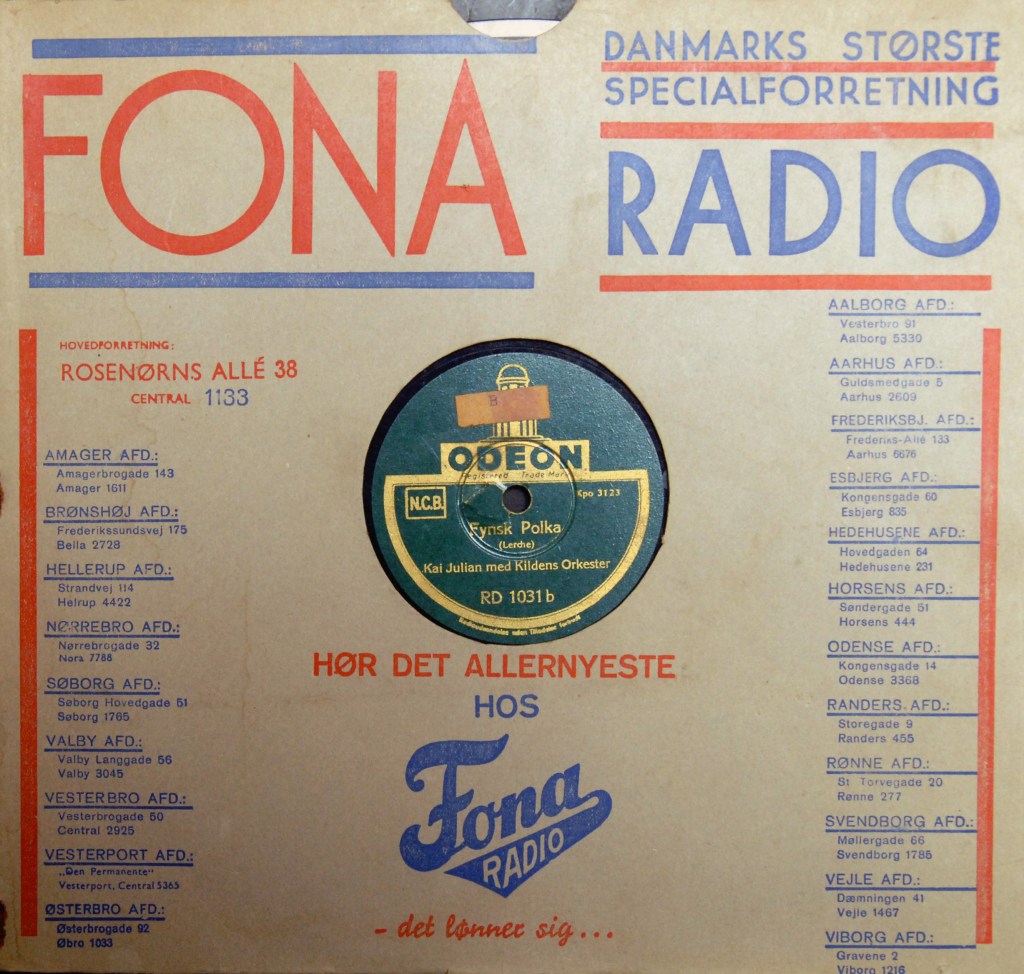 FONA
DANMARKS STØRSTE
SPECIALFORRETNING
RADIO
HOVEDFORRETNING:
ROSENØRNS ALLÉ 38
CENTRAL 1133
AMAGER AFD.:
Amagerbrogade 143
Amager 1611
BRØNSHØJ AFD.:
Frederikssundsvej 175
Bella 2728
HELLERUP AFD.:
Strandvej 114
Helrup 4422
NØRREBRO AFD.:
Nørrebrogade 32
Nora 7788
SØBORG AFD.:
Søborg Hovedgade 51
Søborg 1765
VALBY AFD.:
Valby Langgade 56
Valby 3045
VESTERBRO AFD.:
Vesterbrogade 50
Central 2925
VESTERPORT AFD.:
„Den Permanente“
Vesterport, Central 5365
ØSTERBRO AFD.:
Østerbrogade 92
Øbro 1033
B
ODEON
Registered Trade Mark
N.C.B.
Kpo 3123
Fynsk Polka
(Lerche)
Kai Julian med Kildens Orkester
RD 1031 b
Radioudsendelse uden Tilladelse forbudt
HØR DET ALLERNYESTE
HOS
Fona
RADIO
- det lønner sig...
AALBORG AFD.:
Vesterbro 91
Aalborg 5330
AARHUS AFD.:
Guldsmedgade 5
Aarhus 2609
FREDERIKSBJ. AFD.:
Frederiks-Allé 133
Aarhus 6676
ESBJERG AFD.:
Kongensgade 60
Esbjerg 835
HEDEHUSENE AFD.:
Hovedgaden 64
Hedehusene 231
HORSENS AFD.:
Søndergade 51
Horsens 444
ODENSE AFD.:
Kongensgade 14
Odense 3368
RANDERS AFD.:
Storegade 9
Randers 455
RØNNE AFD.:
St Torvegade 20
Rønne 277
SVENDBORG AFD.:
Møllergade 66
Svendborg 1785
VEJLE AFD.:
Dæmningen 41
Vejle 1467
VIBORG AFD.:
Gravene 2
Viborg 1216